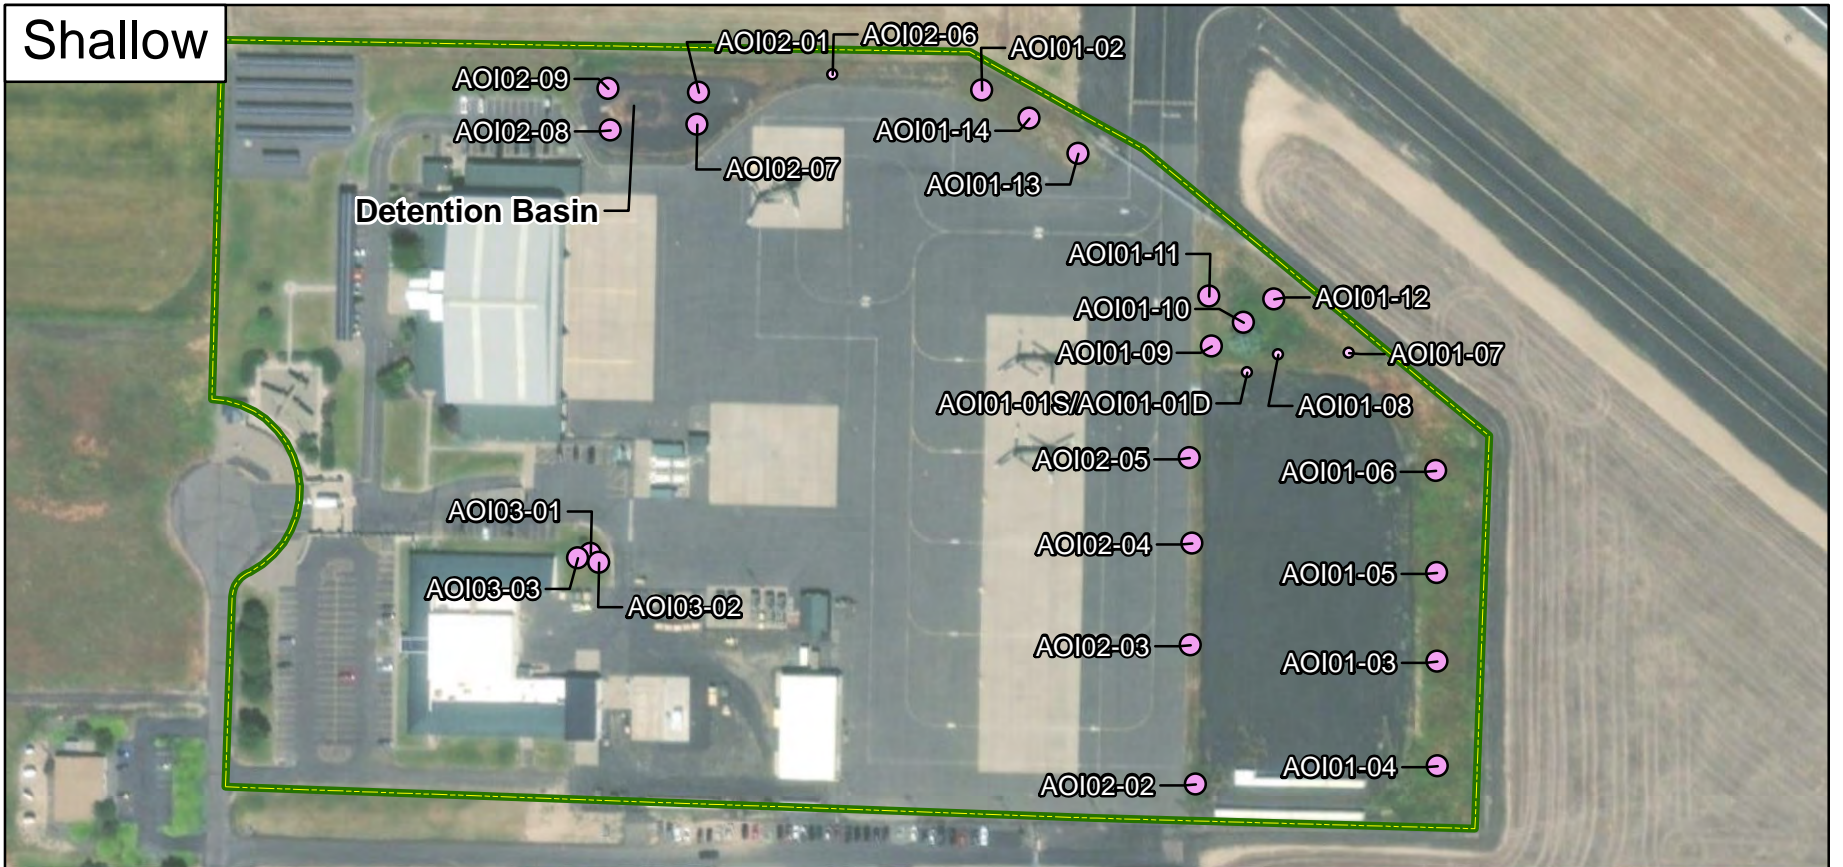 Shallow
AOI02-01
AOI02-06
AOI01-02
AOI02-09
AOI02-08
AOI01-14
AOI02-07
AOI01-13
Detention Basin
AOI01-11
AOI01-12
AOI01-10
AOI01-09
AOI01-07
AOI01-01S/AOI01-01D
AOI01-08
AOI02-05
AOI01-06
AOI03-01
AOI02-04
AOI01-05
AOI03-03
AOI03-02
AOI02-03
AOI01-03
AOI01-04
AOI02-02